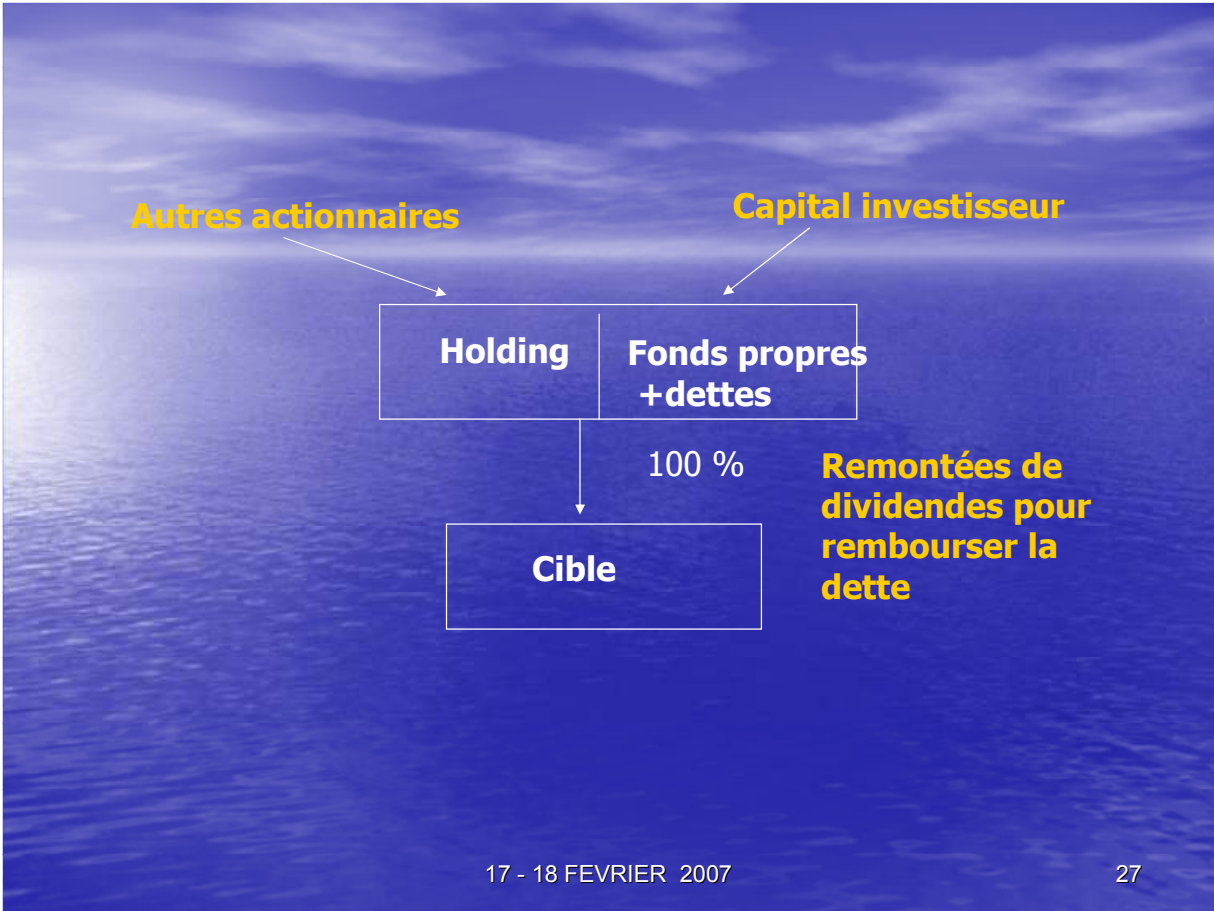 Autres actionnaires
Capital investisseur
Holding
Fonds propres
+dettes
100 %
Remontées de
dividendes pour
rembourser la
dette
Cible
17 - 18 FEVRIER 2007
27